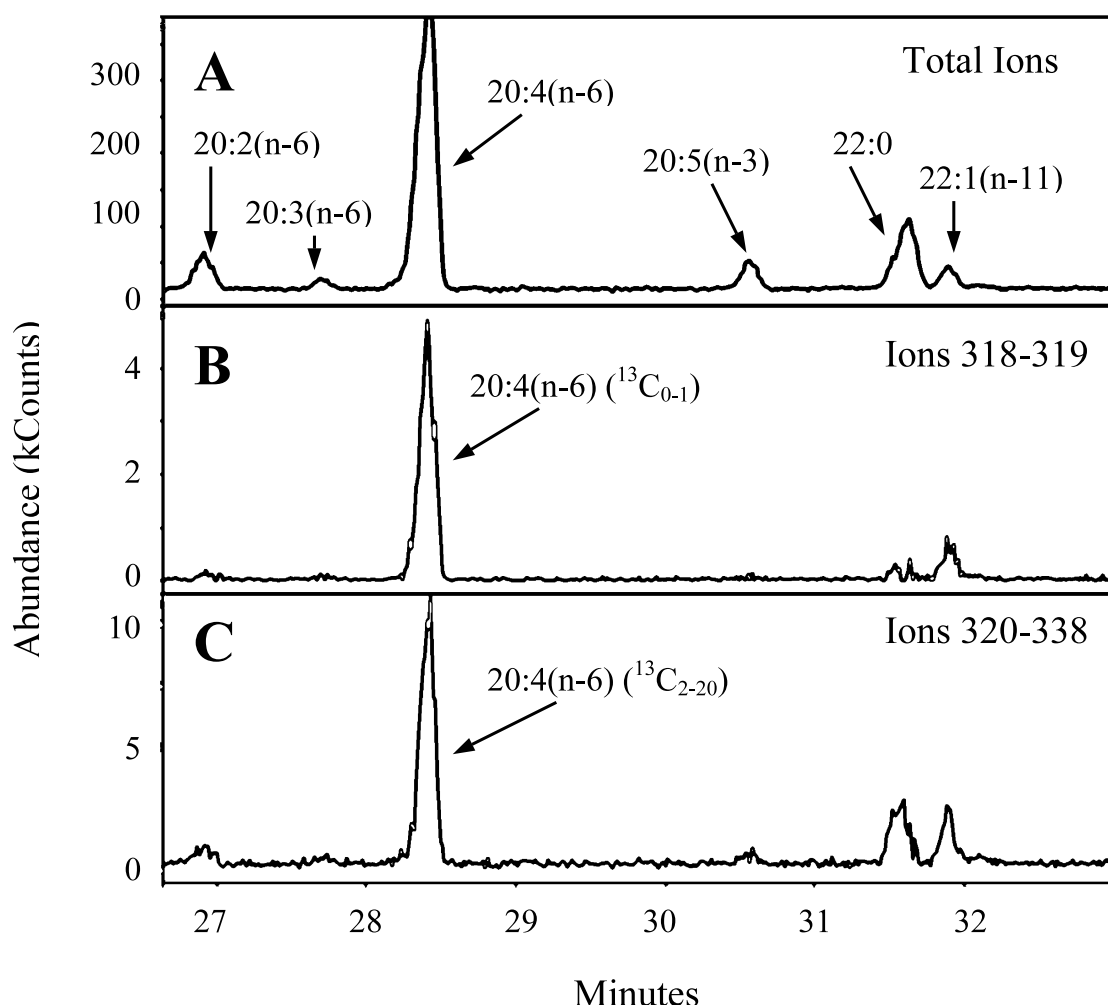 A
Total Ions
20:4(n-6)
20:2(n-6)
20:3(n-6)
20:5(n-3)
22:0
22:1(n-11)
300
200
100
0
B
Ions 318-319
20:4(n-6) (¹³C₀₋₁)
4
2
0
C
Ions 320-338
20:4(n-6) (¹³C₂₋₂₀)
10
5
0
Abundance (kCounts)
27 28 29 30 31 32
Minutes